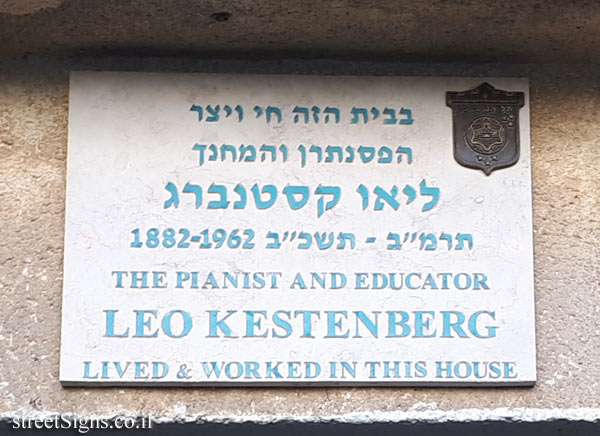 בבית הזה חי ויצר
הפסנתרן והמחנך
ליאו קסטנברג
תרמ"ב - תשכ"ב 1882-1962
THE PIANIST AND EDUCATOR
LEO KESTENBERG
LIVED & WORKED IN THIS HOUSE
streetSigns.co.il